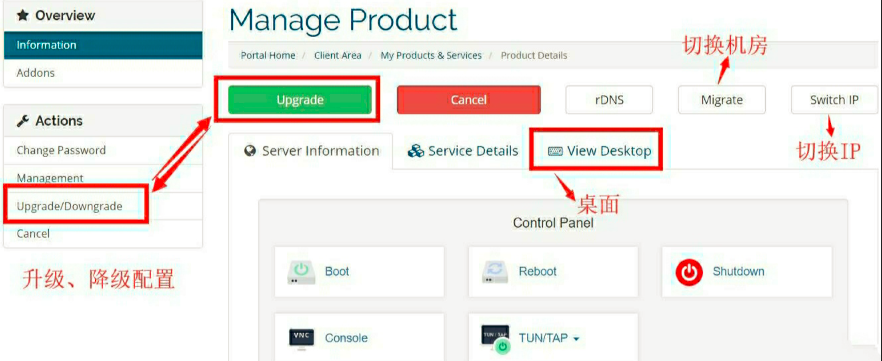 Overview
Information
Addons
Actions
Change Password
Management
Upgrade/Downgrade
Cancel
升级、降级配置
Manage Product
Portal Home / Client Area / My Products & Services / Product Details
切换机房
Upgrade
Cancel
rDNS
Migrate
Switch IP
切换IP
Server Information
Service Details
View Desktop
桌面
Control Panel
Boot
Reboot
Shutdown
VNC
Console
TUN / TAP
TUN/TAP